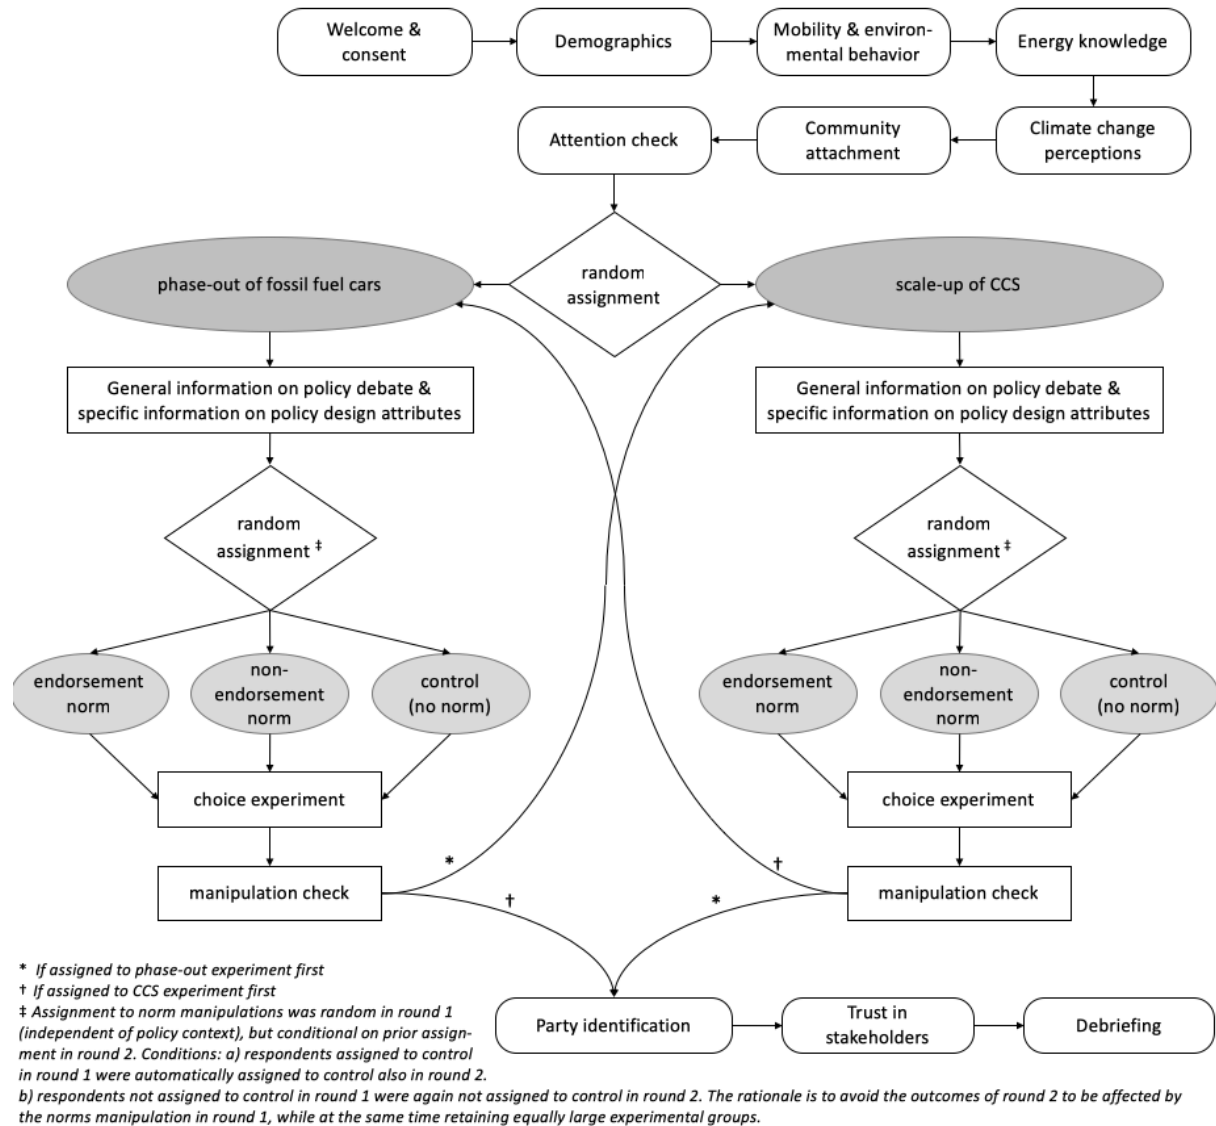 Welcome &
consent
Demographics
Mobility & environ-
mental behavior
Energy knowledge
Climate change
perceptions
Community
attachment
Attention check
random
assignment
phase-out of fossil fuel cars
General information on policy debate &
specific information on policy design attributes
random
assignment ‡
endorsement
norm
non-
endorsement
norm
control
(no norm)
choice experiment
manipulation check
*
†
scale-up of CCS
General information on policy debate &
specific information on policy design attributes
random
assignment ‡
endorsement
norm
non-
endorsement
norm
control
(no norm)
choice experiment
manipulation check
†
*
Party identification
Trust in
stakeholders
Debriefing
* If assigned to phase-out experiment first
† If assigned to CCS experiment first
‡ Assignment to norm manipulations was random in round 1
(independent of policy context), but conditional on prior assign-
ment in round 2. Conditions: a) respondents assigned to control
in round 1 were automatically assigned to control also in round 2.
b) respondents not assigned to control in round 1 were again not assigned to control in round 2. The rationale is to avoid the outcomes of round 2 to be affected by
the norms manipulation in round 1, while at the same time retaining equally large experimental groups.